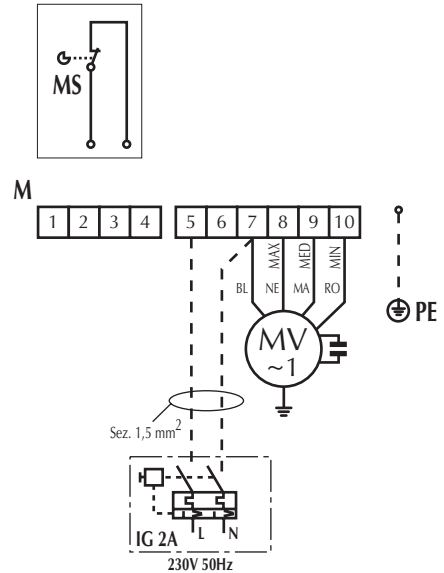 MS
M
1 2 3 4 5 6 7 8 9 10
MAX MED MIN
BL NE MA RO
PE
MV
~1
Sez. 1,5 mm²
IG 2A L N
230V 50Hz